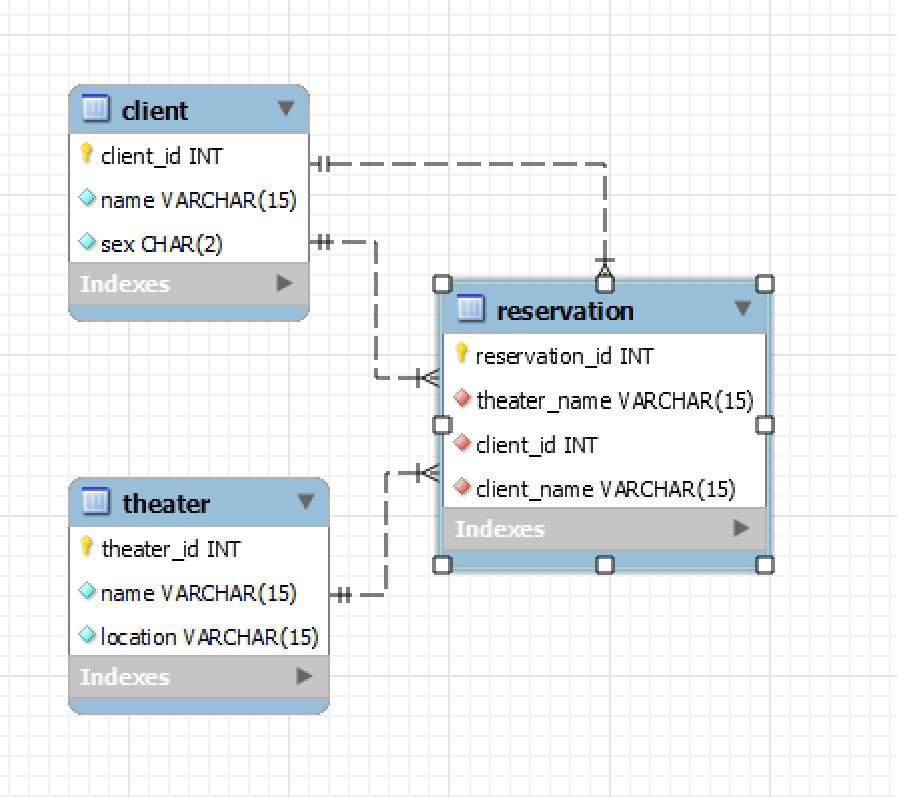 client
client_id INT
name VARCHAR(15)
sex CHAR(2)
Indexes
reservation
reservation_id INT
theater_name VARCHAR(15)
client_id INT
client_name VARCHAR(15)
Indexes
theater
theater_id INT
name VARCHAR(15)
location VARCHAR(15)
Indexes